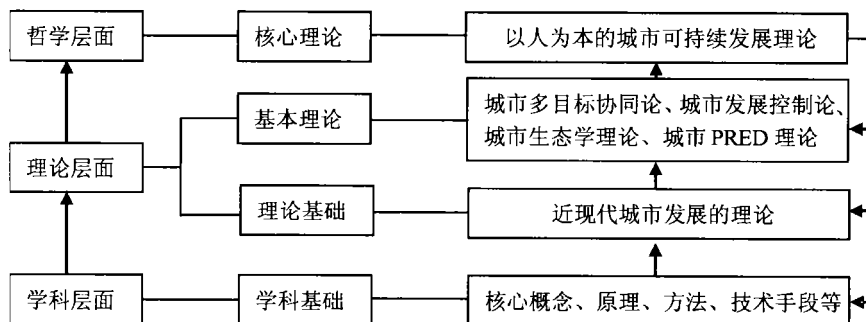 哲学层面
核心理论
以人为本的城市可持续发展理论
基本理论
城市多目标协同论、城市发展控制论、
城市生态学理论、城市 PRED 理论
理论层面
理论基础
近现代城市发展的理论
学科层面
学科基础
核心概念、原理、方法、技术手段等